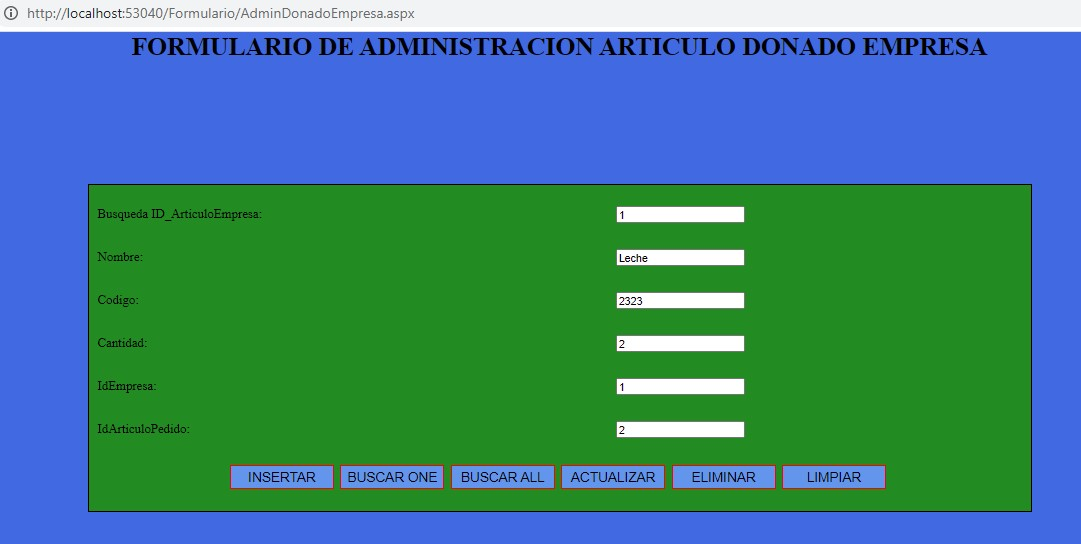 http://localhost:53040/Formulario/AdminDonadoEmpresa.aspx
FORMULARIO DE ADMINISTRACION ARTICULO DONADO EMPRESA
Busqueda ID_ArticuloEmpresa: 1
Nombre: Leche
Codigo: 2323
Cantidad: 2
IdEmpresa: 1
IdArticuloPedido: 2
INSERTAR BUSCAR ONE BUSCAR ALL ACTUALIZAR ELIMINAR LIMPIAR